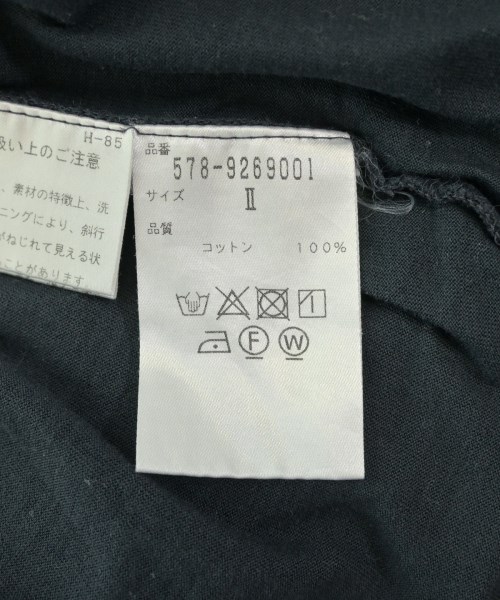 H-85
扱い上のご注意
、素材の特徴上、洗
ニングにより、斜行
がねじれて見える状
ことがあります。
品番
578-9269001
サイズ
Ⅱ
品質
コットン 100%
F W